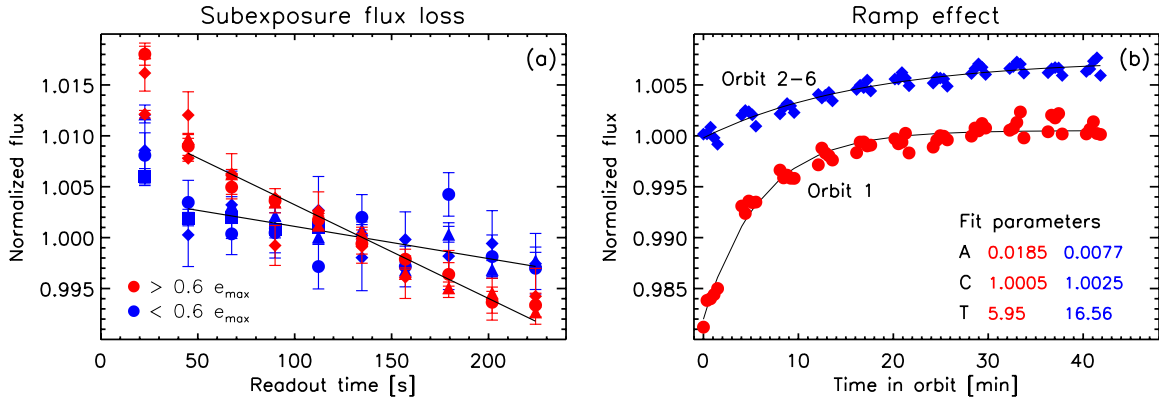 Subexposure flux loss
(a)
Normalized flux
1.015
1.010
1.005
1.000
0.995
> 0.6 e_max
< 0.6 e_max
0 50 100 150 200
Readout time [s]
Ramp effect
(b)
Normalized flux
1.005
1.000
0.995
0.990
0.985
Orbit 2-6
Orbit 1
Fit parameters
A 0.0185 0.0077
C 1.0005 1.0025
T 5.95 16.56
0 10 20 30 40
Time in orbit [min]